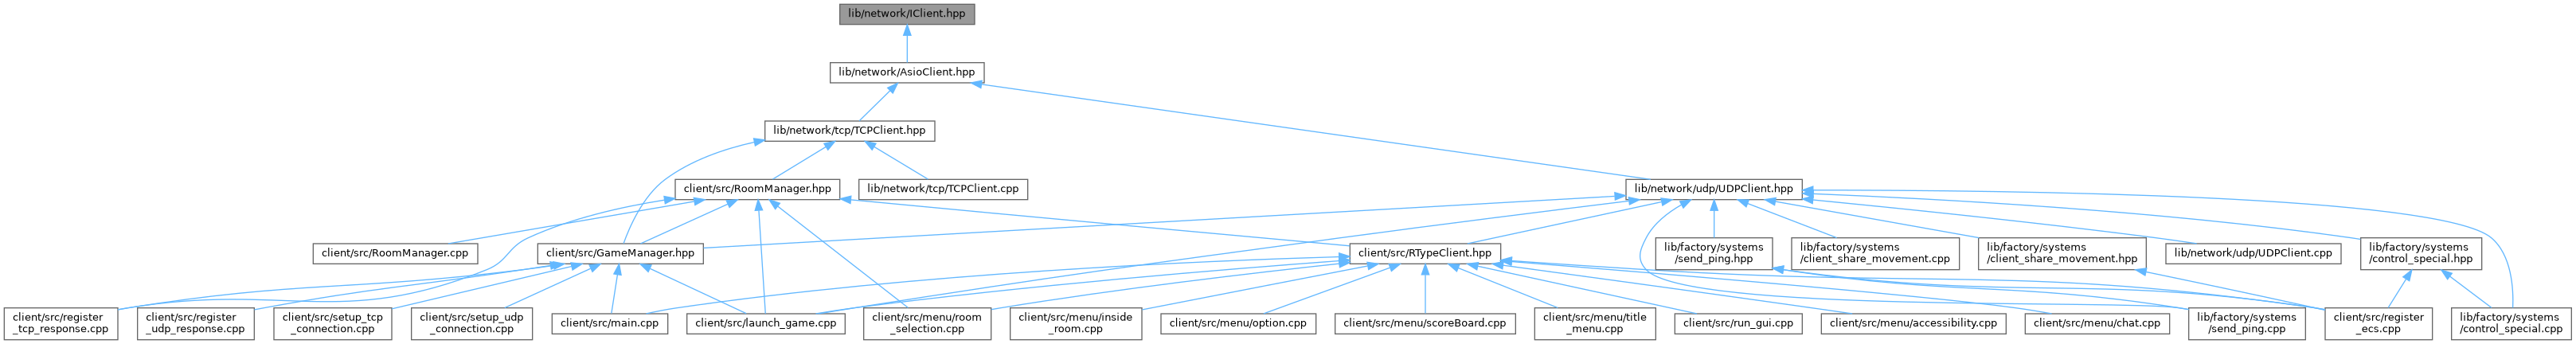 lib/network/IClient.hpp
lib/network/AsioClient.hpp
lib/network/tcp/TCPClient.hpp
client/src/RoomManager.hpp
lib/network/tcp/TCPClient.cpp
lib/network/udp/UDPClient.hpp
client/src/RoomManager.cpp
client/src/GameManager.hpp
client/src/RTypeClient.hpp
lib/factory/systems
/send_ping.hpp
lib/factory/systems
/client_share_movement.cpp
lib/factory/systems
/client_share_movement.hpp
lib/network/udp/UDPClient.cpp
lib/factory/systems
/control_special.hpp
client/src/register
_tcp_response.cpp
client/src/register
_udp_response.cpp
client/src/setup_tcp
_connection.cpp
client/src/setup_udp
_connection.cpp
client/src/main.cpp
client/src/launch_game.cpp
client/src/menu/room
_selection.cpp
client/src/menu/inside
_room.cpp
client/src/menu/option.cpp
client/src/menu/scoreBoard.cpp
client/src/menu/title
_menu.cpp
client/src/run_gui.cpp
client/src/menu/accessibility.cpp
client/src/menu/chat.cpp
lib/factory/systems
/send_ping.cpp
client/src/register
_ecs.cpp
lib/factory/systems
/control_special.cpp